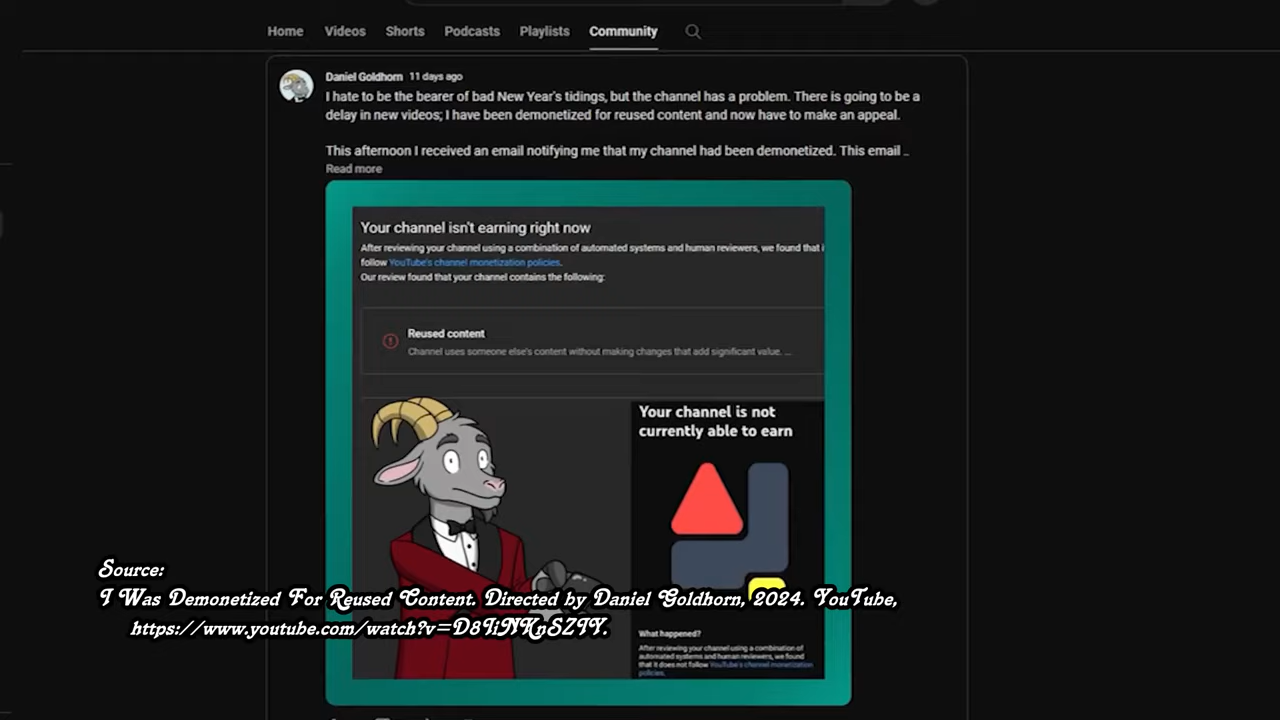 Home Videos Shorts Podcasts Playlists Community
Daniel Goldhorn 11 days ago
I hate to be the bearer of bad New Year's tidings, but the channel has a problem. There is going to be a
delay in new videos; I have been demonetized for reused content and now have to make an appeal.
This afternoon I received an email notifying me that my channel had been demonetized. This email ...
Read more
Your channel isn't earning right now
After reviewing your channel using a combination of automated systems and human reviewers, we found that
follow YouTube's channel monetization policies.
Our review found that your channel contains the following:
Reused content
Channel uses someone else's content without making changes that add significant value. ...
Your channel is not
currently able to earn
Source:
I Was Demonetized For Reused Content. Directed by Daniel Goldhorn, 2024. YouTube,
What happened?
After reviewing your channel using a combination of
automated systems and human reviewers, we found
that it does not follow YouTube's channel monetization
policies.